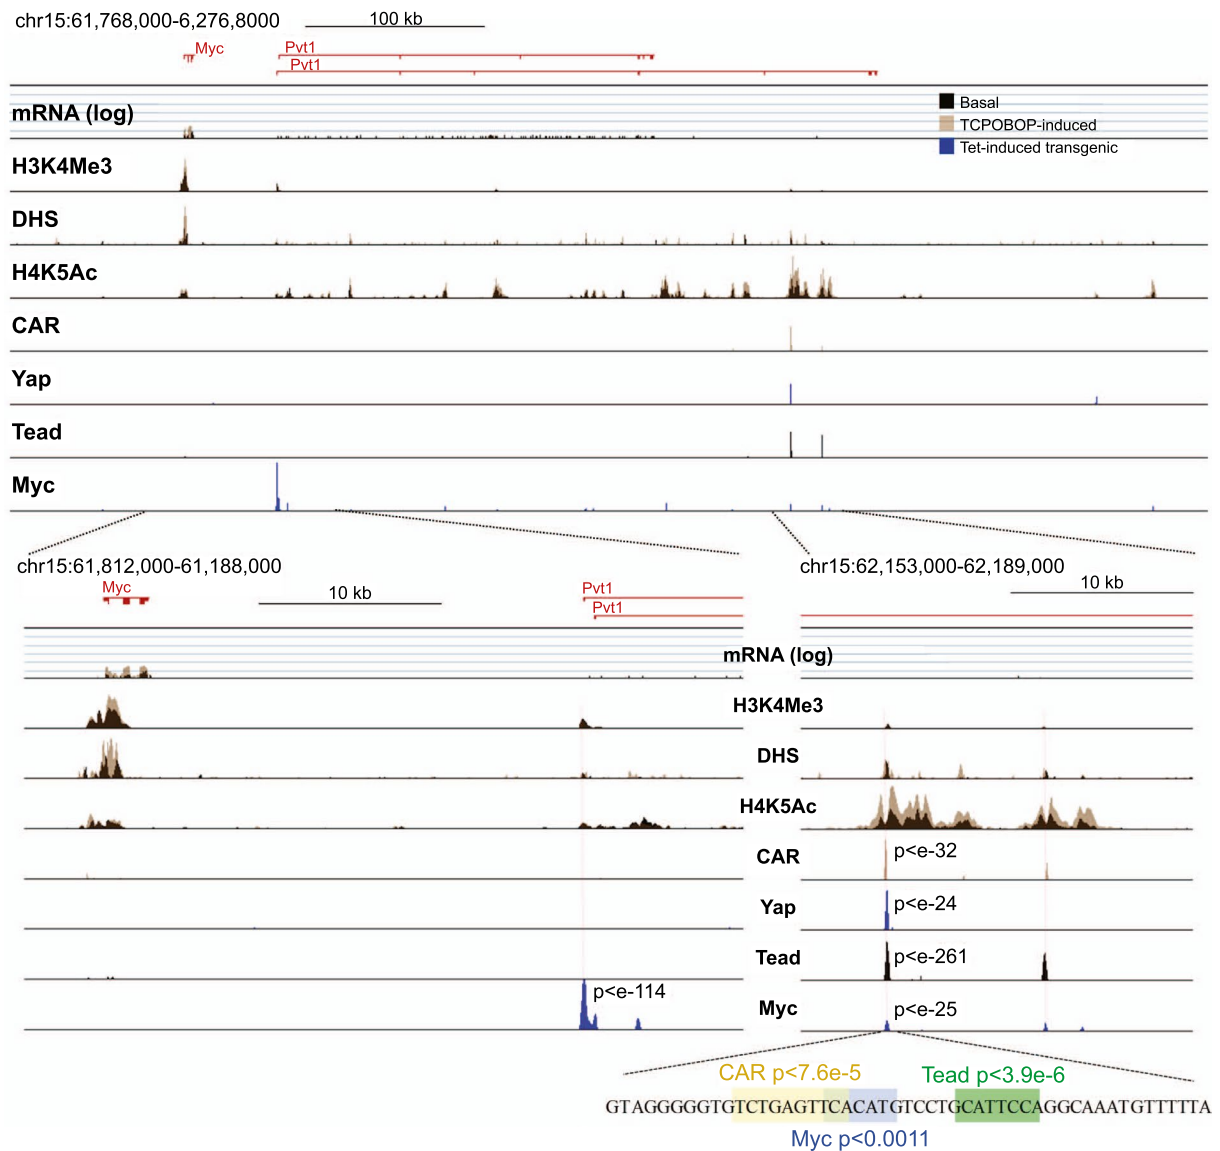 chr15:61,768,000-6,276,8000
100 kb
Myc
Pvt1
Pvt1
mRNA (log)
Basal
TCPOBOP-induced
Tet-induced transgenic
H3K4Me3
DHS
H4K5Ac
CAR
Yap
Tead
Myc
chr15:61,812,000-61,188,000
chr15:62,153,000-62,189,000
Myc
10 kb
Pvt1
Pvt1
10 kb
mRNA (log)
H3K4Me3
DHS
H4K5Ac
CAR
p<e-32
Yap
p<e-24
Tead
p<e-261
p<e-114
Myc
p<e-25
CAR p<7.6e-5
Tead p<3.9e-6
GTAGGGGGTGTCTGAGTTCACATGTCCTGCATTCCAGGCAAATGTTTTTA
Myc p<0.0011